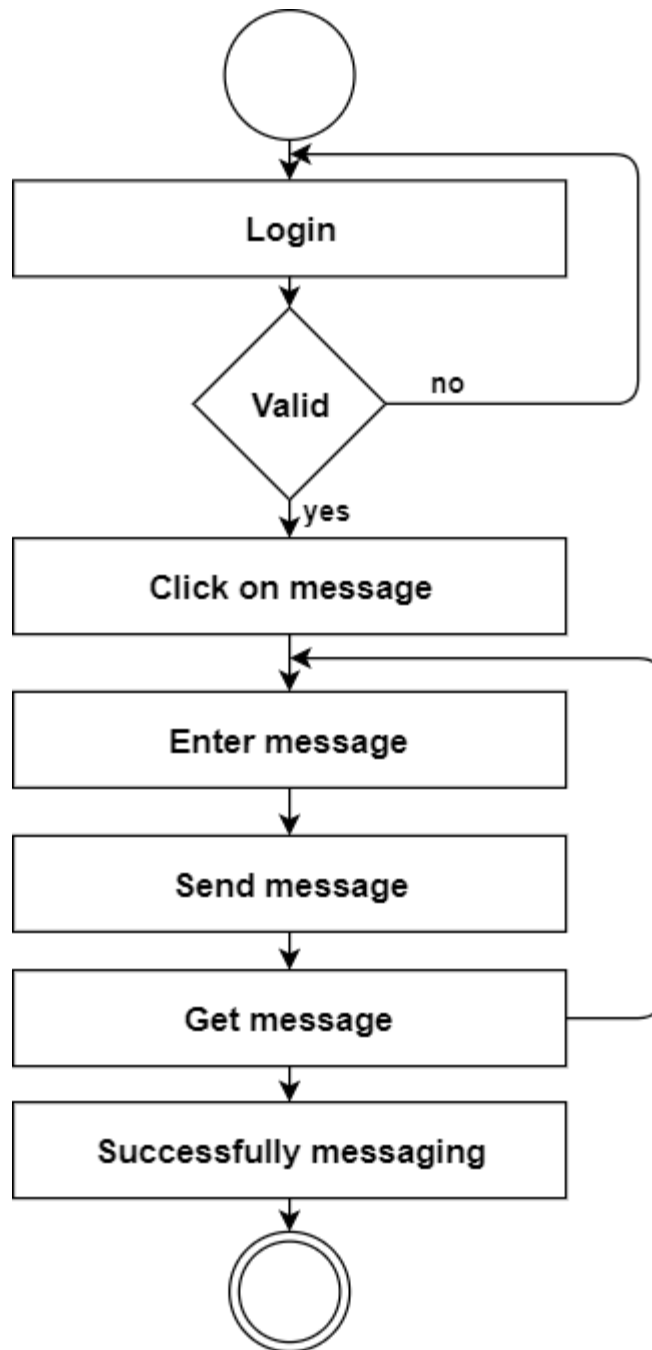 Login
Valid
no
yes
Click on message
Enter message
Send message
Get message
Successfully messaging